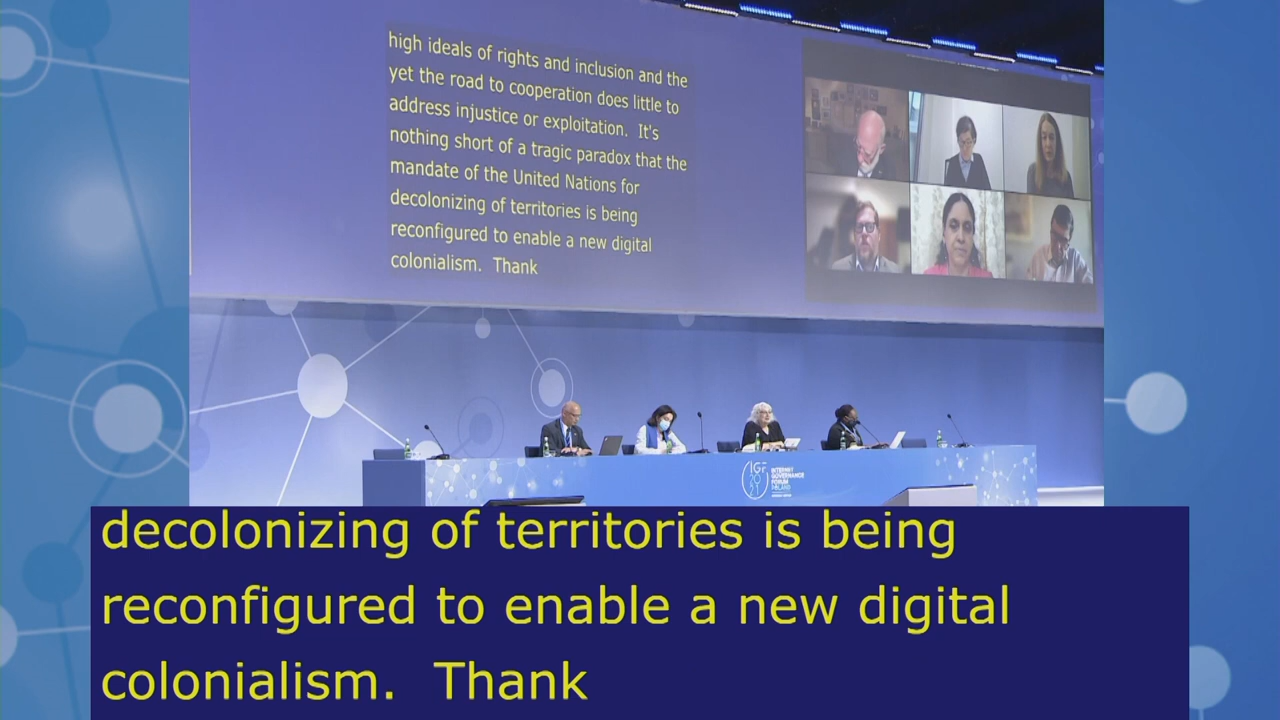 high ideals of rights and inclusion and the
yet the road to cooperation does little to
address injustice or exploitation.  It's
nothing short of a tragic paradox that the
mandate of the United Nations for
decolonizing of territories is being
reconfigured to enable a new digital
colonialism.  Thank
IGF
20
21
INTERNET
GOVERNANCE
FORUM
POLAND
decolonizing of territories is being
reconfigured to enable a new digital
colonialism.  Thank